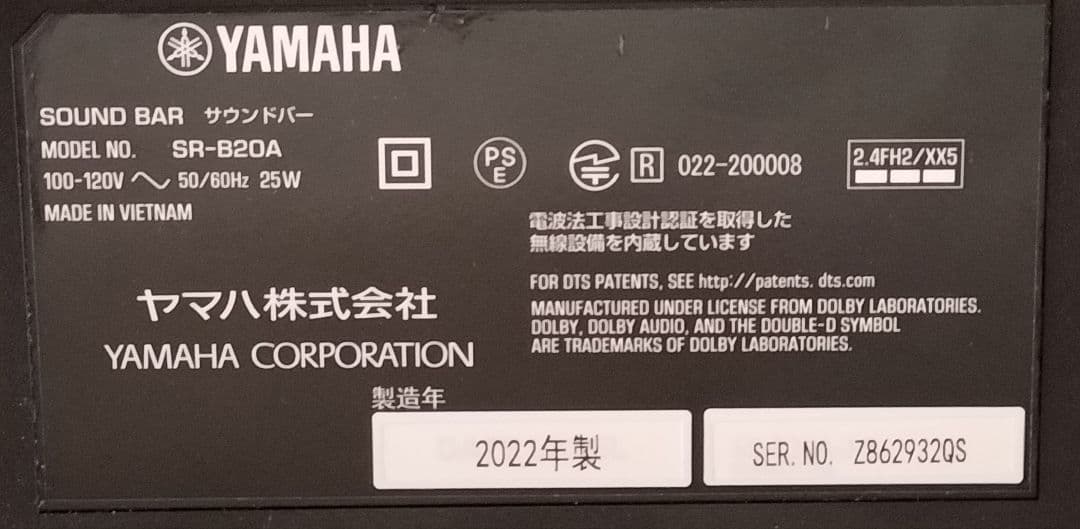 YAMAHA
SOUND BAR サウンドバー
MODEL NO. SR-B20A
100-120V 50/60Hz 25W
MADE IN VIETNAM
PS
E
R 022-200008
2.4FH2/XX5
電波法工事設計認証を取得した
無線設備を内蔵しています
FOR DTS PATENTS, SEE http://patents. dts.com
MANUFACTURED UNDER LICENSE FROM DOLBY LABORATORIES.
DOLBY, DOLBY AUDIO, AND THE DOUBLE-D SYMBOL
ARE TRADEMARKS OF DOLBY LABORATORIES.
ヤマハ株式会社
YAMAHA CORPORATION
製造年
2022年製
SER. NO. Z862932QS